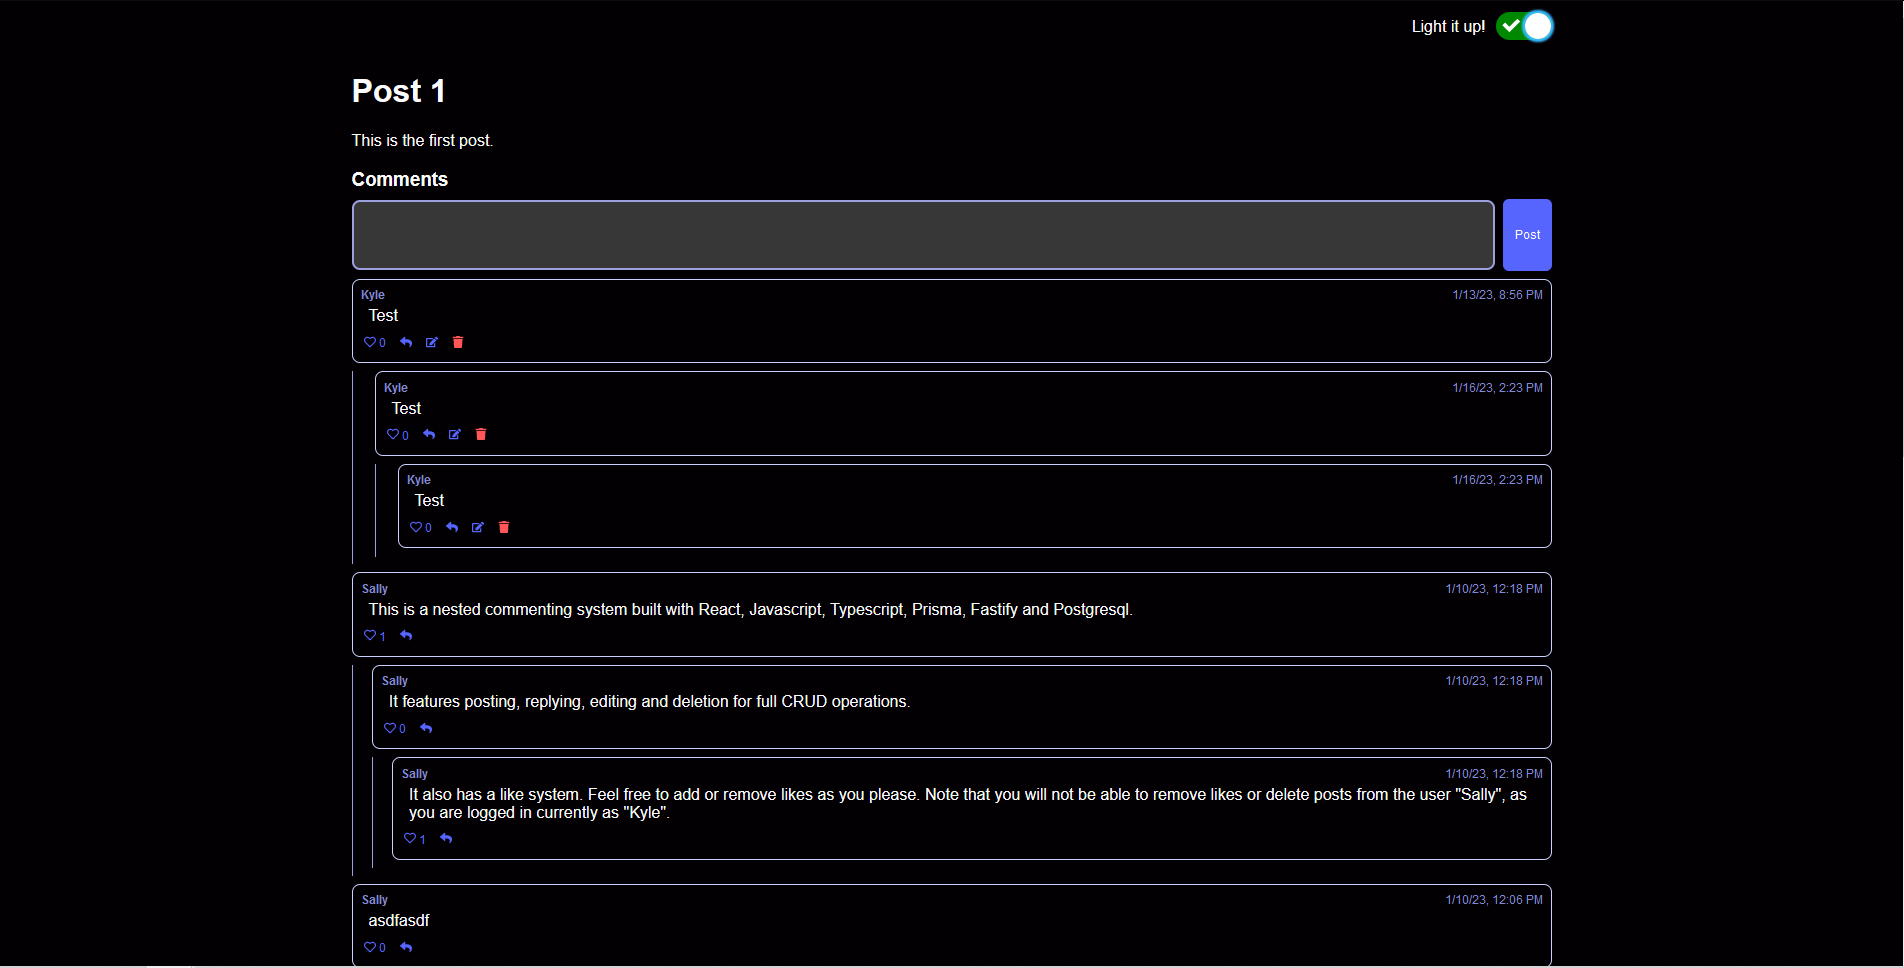 Light it up!
Post 1
This is the first post.
Comments
Post
Kyle 1/13/23, 8:56 PM
Test
0
Kyle 1/16/23, 2:23 PM
Test
0
Kyle 1/16/23, 2:23 PM
Test
0
Sally 1/10/23, 12:18 PM
This is a nested commenting system built with React, Javascript, Typescript, Prisma, Fastify and Postgresql.
1
Sally 1/10/23, 12:18 PM
It features posting, replying, editing and deletion for full CRUD operations.
0
Sally 1/10/23, 12:18 PM
It also has a like system. Feel free to add or remove likes as you please. Note that you will not be able to remove likes or delete posts from the user "Sally", as
you are logged in currently as "Kyle".
1
Sally 1/10/23, 12:06 PM
asdfasdf
0